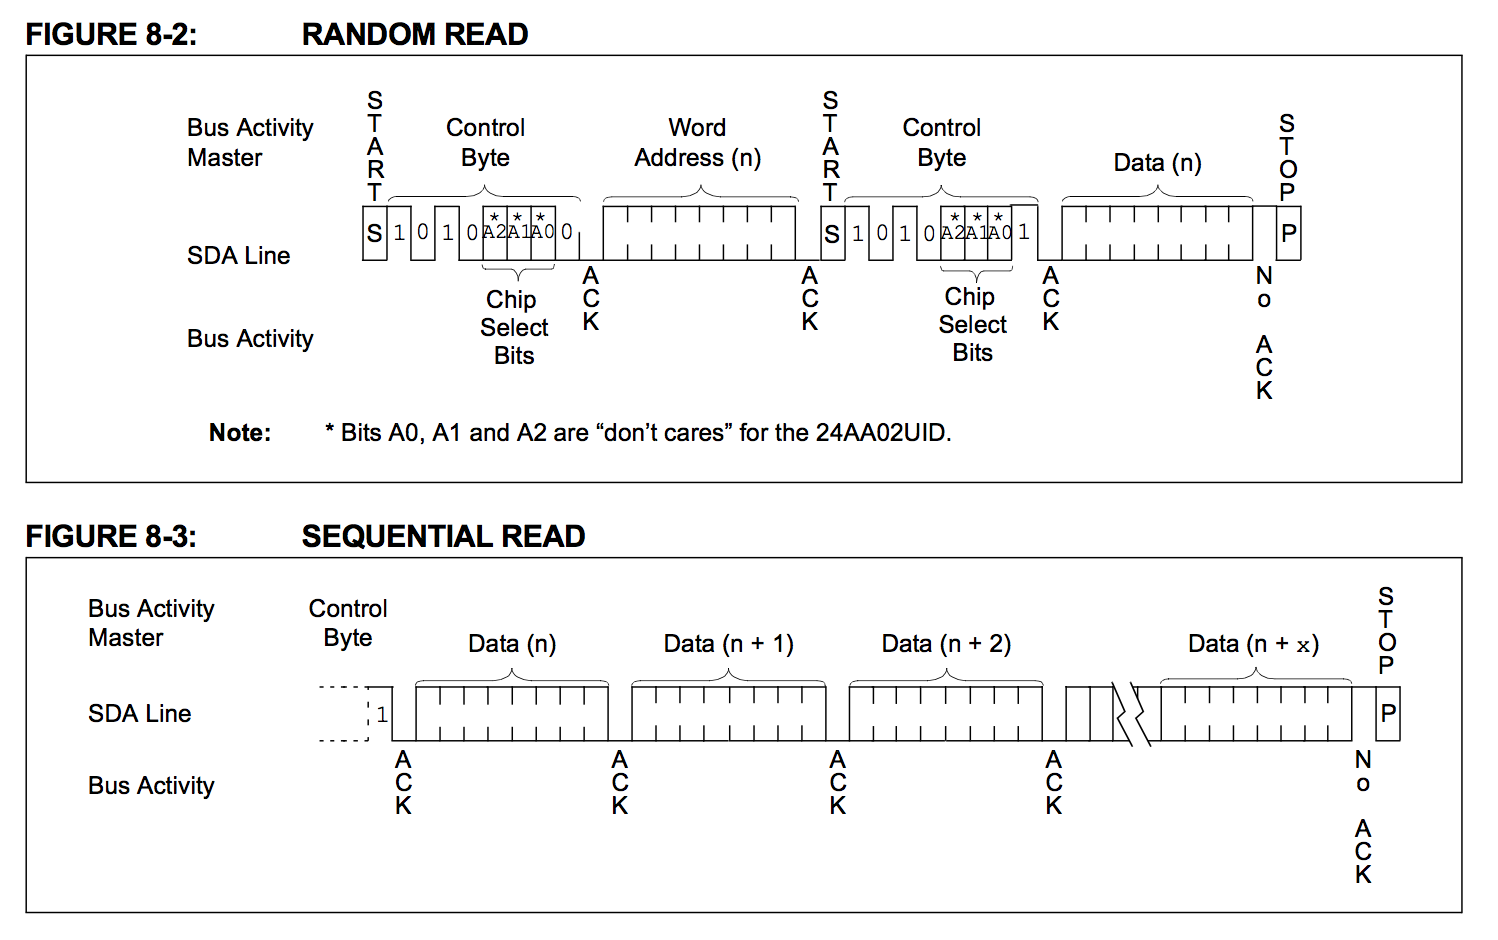 FIGURE 8-2: RANDOM READ
Bus Activity
Master
START
Control
Byte
Word
Address (n)
START
Control
Byte
Data (n)
STOP
SDA Line
S 1 0 1 0 A2 A1 A0 0
* * *
S 1 0 1 0 A2 A1 A0 1
* * *
P
Bus Activity
Chip
Select
Bits
ACK
ACK
Chip
Select
Bits
ACK
No ACK
Note: * Bits A0, A1 and A2 are “don’t cares” for the 24AA02UID.
FIGURE 8-3: SEQUENTIAL READ
Bus Activity
Master
Control
Byte
Data (n)
Data (n + 1)
Data (n + 2)
Data (n + x)
STOP
SDA Line
1
P
Bus Activity
ACK
ACK
ACK
ACK
No ACK